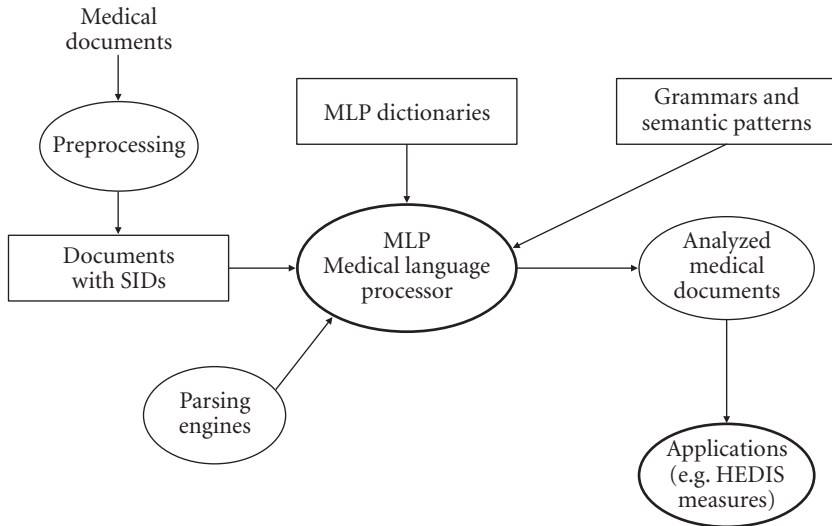 Medical
documents
Preprocessing
Documents
with SIDs
MLP dictionaries
Grammars and
semantic patterns
MLP
Medical language
processor
Analyzed
medical
documents
Parsing
engines
Applications
(e.g. HEDIS
measures)